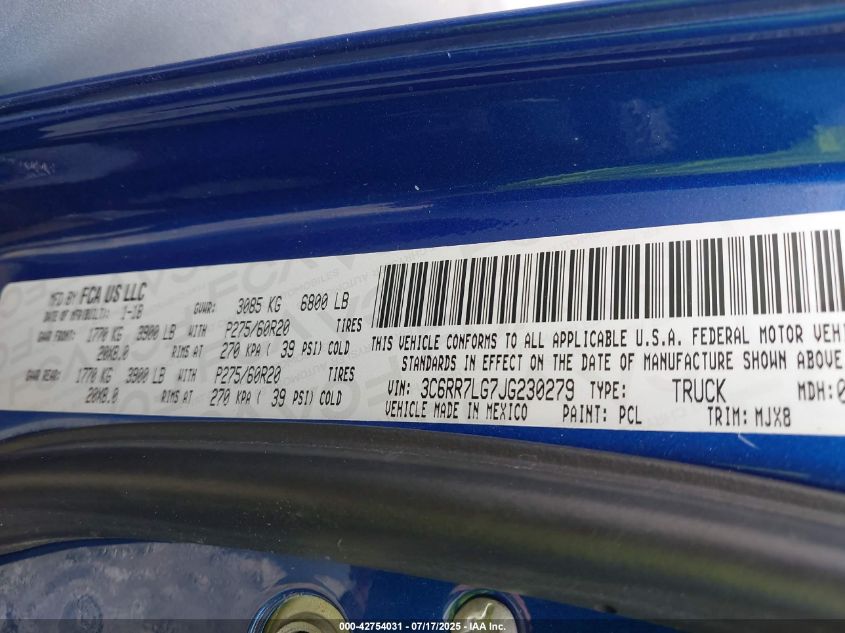 MFD BY FCA US LLC
DATE OF MFR/BILT: 1-18 GVWR: 3085 KG 6800 LB
GAWR FRONT: 1770 KG 3900 LB WITH P275/60R20 TIRES
20X8.0 RIMS AT 270 KPA ( 39 PSI) COLD
GAWR REAR: 1770 KG 3900 LB WITH P275/60R20 TIRES
20X8.0 RIMS AT 270 KPA ( 39 PSI) COLD
THIS VEHICLE CONFORMS TO ALL APPLICABLE U.S.A. FEDERAL MOTOR VEH
STANDARDS IN EFFECT ON THE DATE OF MANUFACTURE SHOWN ABOVE
VIN: 3C6RR7LG7JG230279 TYPE: TRUCK MDH:0
VEHICLE MADE IN MEXICO PAINT: PCL TRIM: MJX8
000-42754031 - 07/17/2025 - IAA, Inc.